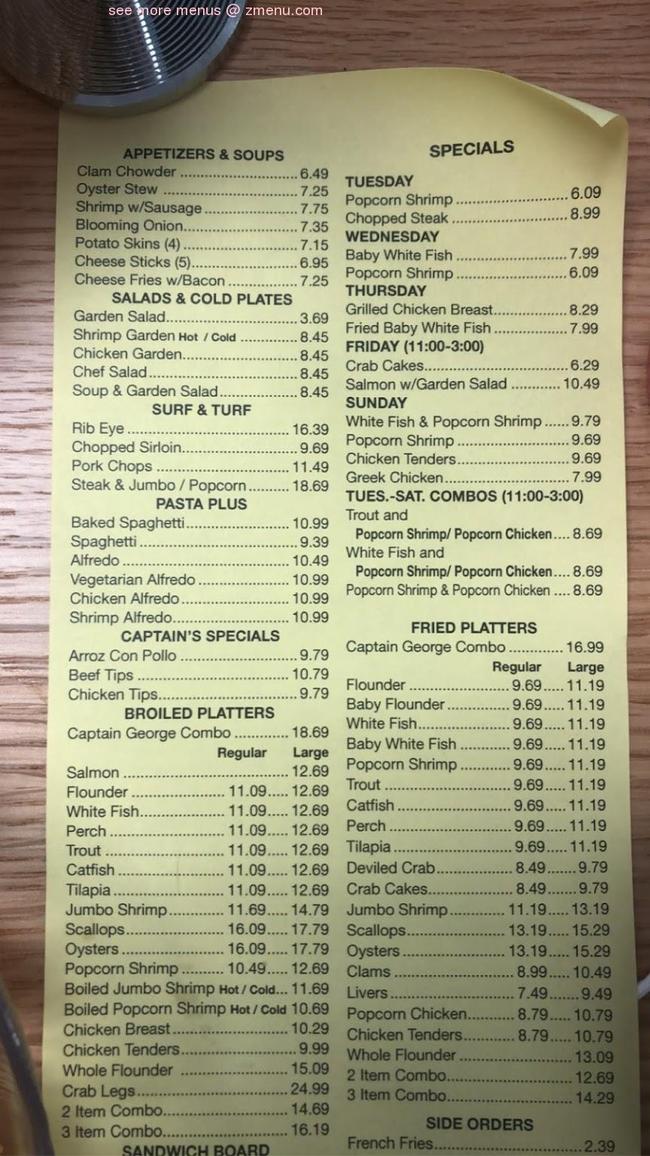 see more menus @ zmenu.com
APPETIZERS & SOUPS
Clam Chowder ........................... 6.49
Oyster Stew ............................... 7.25
Shrimp w/Sausage ...................... 7.75
Blooming Onion........................... 7.35
Potato Skins (4) .......................... 7.15
Cheese Sticks (5)......................... 6.95
Cheese Fries w/Bacon ................. 7.25
SALADS & COLD PLATES
Garden Salad............................... 3.69
Shrimp Garden Hot / Cold .................... 8.45
Chicken Garden........................... 8.45
Chef Salad................................... 8.45
Soup & Garden Salad................... 8.45
SURF & TURF
Rib Eye ...................................... 16.39
Chopped Sirloin........................... 9.69
Pork Chops ............................... 11.49
Steak & Jumbo / Popcorn.......... 18.69
PASTA PLUS
Baked Spaghetti........................ 10.99
Spaghetti .................................... 9.39
Alfredo ...................................... 10.49
Vegetarian Alfredo ..................... 10.99
Chicken Alfredo.......................... 10.99
Shrimp Alfredo........................... 10.99
CAPTAIN'S SPECIALS
Arroz Con Pollo ............................ 9.79
Beef Tips ................................... 10.79
Chicken Tips................................ 9.79
BROILED PLATTERS
Captain George Combo ............. 18.69
Regular Large
Salmon ...................................... 12.69
Flounder ....................... 11.09..... 12.69
White Fish..................... 11.09..... 12.69
Perch ............................ 11.09..... 12.69
Trout ............................. 11.09..... 12.69
Catfish .......................... 11.09..... 12.69
Tilapia ........................... 11.09..... 12.69
Jumbo Shrimp............. 11.69..... 14.79
Scallops........................ 16.09..... 17.79
Oysters ......................... 16.09..... 17.79
Popcorn Shrimp ........... 10.49..... 12.69
Boiled Jumbo Shrimp Hot / Cold... 11.69
Boiled Popcorn Shrimp Hot / Cold 10.69
Chicken Breast........................... 10.29
Chicken Tenders........................... 9.99
Whole Flounder ......................... 15.09
Crab Legs.................................... 24.99
2 Item Combo............................. 14.69
3 Item Combo............................. 16.19
SANDWICH BOARD
SPECIALS
TUESDAY
Popcorn Shrimp .......................... 6.09
Chopped Steak ........................... 8.99
WEDNESDAY
Baby White Fish .......................... 7.99
Popcorn Shrimp .......................... 6.09
THURSDAY
Grilled Chicken Breast.................. 8.29
Fried Baby White Fish .................. 7.99
FRIDAY (11:00-3:00)
Crab Cakes.................................. 6.29
Salmon w/Garden Salad ............ 10.49
SUNDAY
White Fish & Popcorn Shrimp ...... 9.79
Popcorn Shrimp .......................... 9.69
Chicken Tenders.......................... 9.69
Greek Chicken............................. 7.99
TUES.-SAT. COMBOS (11:00-3:00)
Trout and
Popcorn Shrimp/ Popcorn Chicken .... 8.69
White Fish and
Popcorn Shrimp/ Popcorn Chicken .... 8.69
Popcorn Shrimp & Popcorn Chicken .... 8.69
FRIED PLATTERS
Captain George Combo ............. 16.99
Regular Large
Flounder ......................... 9.69..... 11.19
Baby Flounder................. 9.69..... 11.19
White Fish....................... 9.69..... 11.19
Baby White Fish .............. 9.69..... 11.19
Popcorn Shrimp .............. 9.69..... 11.19
Trout ............................... 9.69..... 11.19
Catfish ............................ 9.69..... 11.19
Perch .............................. 9.69..... 11.19
Tilapia ............................. 9.69..... 11.19
Deviled Crab................... 8.49....... 9.79
Crab Cakes..................... 8.49....... 9.79
Jumbo Shrimp.............. 11.19..... 13.19
Scallops........................ 13.19..... 15.29
Oysters ......................... 13.19..... 15.29
Clams ............................. 8.99..... 10.49
Livers .............................. 7.49....... 9.49
Popcorn Chicken............. 8.79..... 10.79
Chicken Tenders.............. 8.79..... 10.79
Whole Flounder ......................... 13.09
2 Item Combo............................. 12.69
3 Item Combo............................. 14.29
SIDE ORDERS
French Fries................................. 2.39